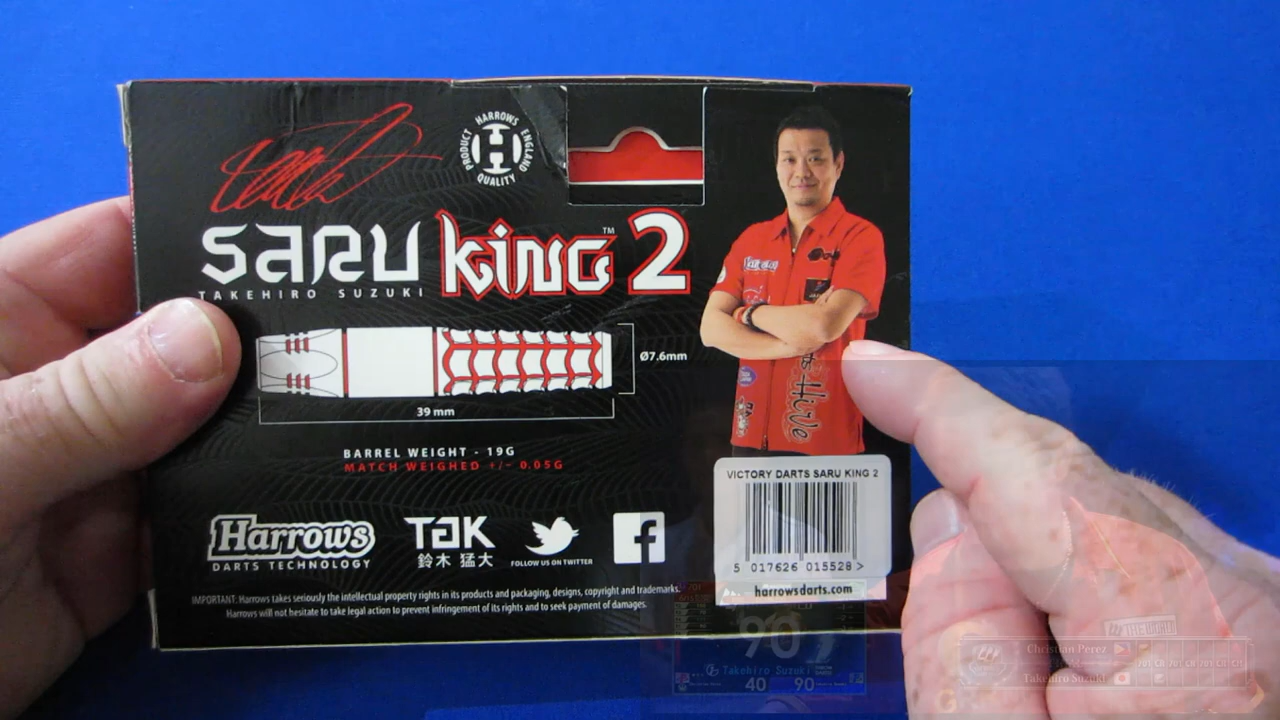 HARROWS ENGLAND
PRODUCT QUALITY
SARU KING™ 2
TAKEHIRO SUZUKI
Ø7.6mm
39 mm
BARREL WEIGHT - 19G
MATCH WEIGHED +/- 0.05G
Harrows
DARTS TECHNOLOGY
TAK
鈴木 猛大
FOLLOW US ON TWITTER
f
IMPORTANT: Harrows takes seriously the intellectual property rights in its products and packaging, designs, copyright and trademarks.
Harrows will not hesitate to take legal action to prevent infringement of its rights and to seek payment of damages.
Hive
VICTORY DARTS SARU KING 2
5 017626 015528 >
harrowsdarts.com
90
Takehiro Suzuki
40 90
THE WORLD
Christian Perez
Takehiro Suzuki